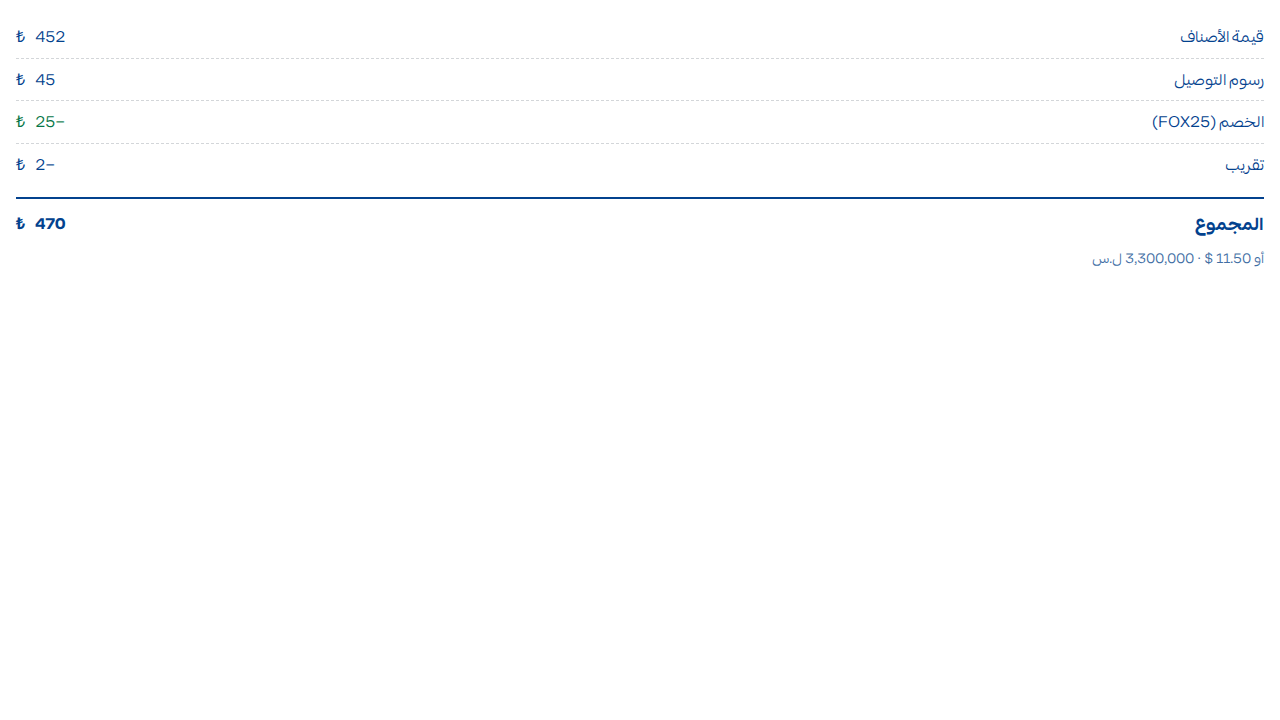 قيمة الأصناف 452 ₺
رسوم التوصيل 45 ₺
الخصم (FOX25) −25 ₺
تقريب −2 ₺
المجموع 470 ₺
أو 11.50 $ · 3,300,000 ل.س